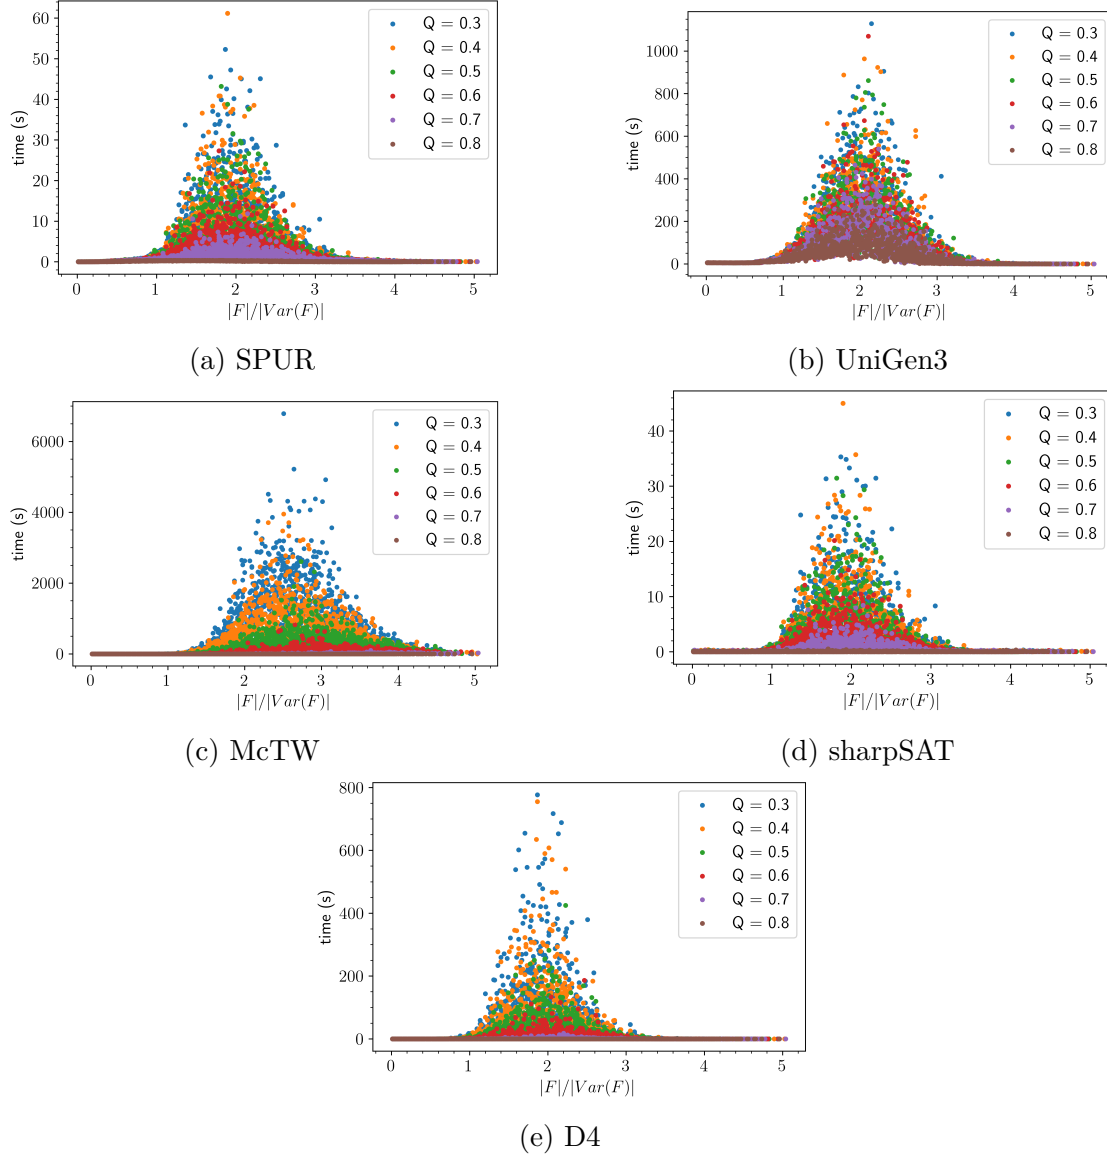 60
50
40
30
20
10
0
time (s)
0 1 2 3 4 5
|F|/|Var(F)|
Q = 0.3
Q = 0.4
Q = 0.5
Q = 0.6
Q = 0.7
Q = 0.8
(a) SPUR
1000
800
600
400
200
0
time (s)
0 1 2 3 4 5
|F|/|Var(F)|
Q = 0.3
Q = 0.4
Q = 0.5
Q = 0.6
Q = 0.7
Q = 0.8
(b) UniGen3
6000
4000
2000
0
time (s)
0 1 2 3 4 5
|F|/|Var(F)|
Q = 0.3
Q = 0.4
Q = 0.5
Q = 0.6
Q = 0.7
Q = 0.8
(c) McTW
40
30
20
10
0
time (s)
0 1 2 3 4 5
|F|/|Var(F)|
Q = 0.3
Q = 0.4
Q = 0.5
Q = 0.6
Q = 0.7
Q = 0.8
(d) sharpSAT
800
600
400
200
0
time (s)
0 1 2 3 4 5
|F|/|Var(F)|
Q = 0.3
Q = 0.4
Q = 0.5
Q = 0.6
Q = 0.7
Q = 0.8
(e) D4